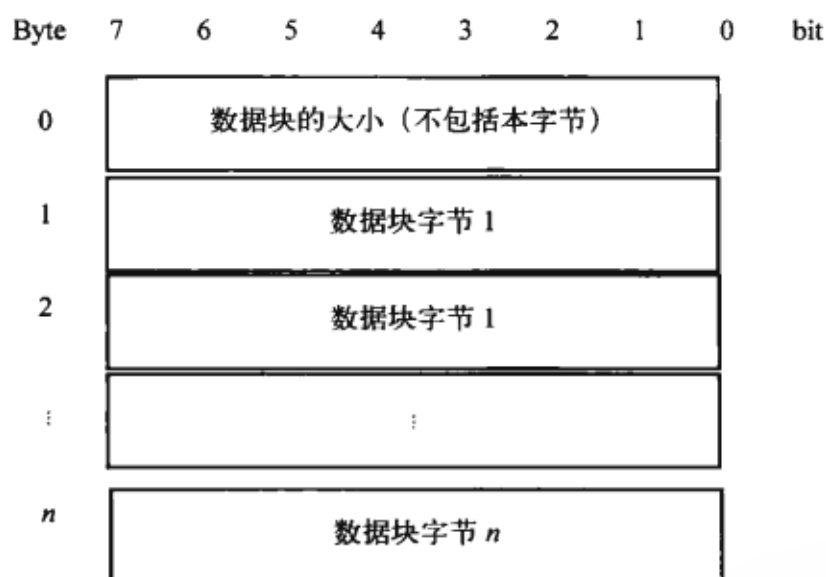 Byte 7 6 5 4 3 2 1 0 bit
0 数据块的大小（不包括本字节）
1 数据块字节 1
2 数据块字节 1
⋮ ⋮
n 数据块字节 n